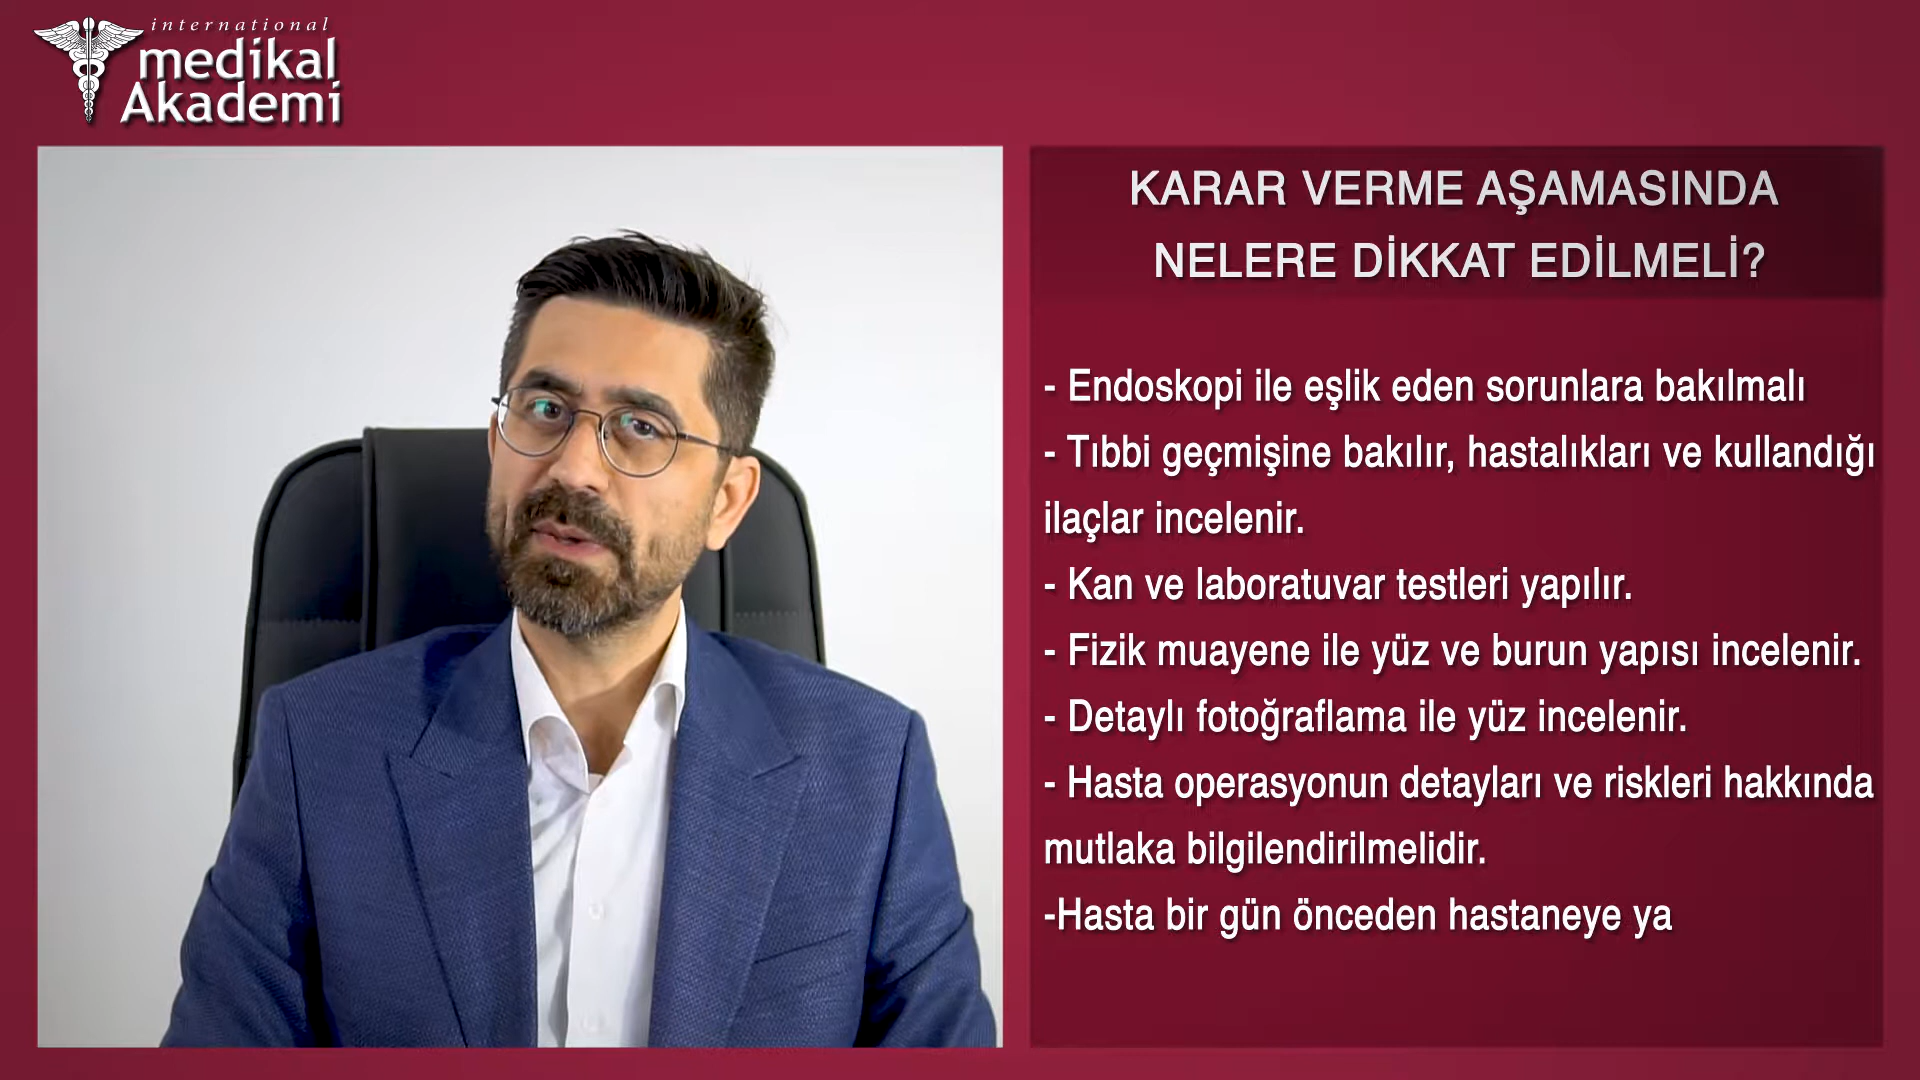 international
medikal
Akademi
KARAR VERME AŞAMASINDA
NELERE DİKKAT EDİLMELİ?
- Endoskopi ile eşlik eden sorunlara bakılmalı
- Tıbbi geçmişine bakılır, hastalıkları ve kullandığı
ilaçlar incelenir.
- Kan ve laboratuvar testleri yapılır.
- Fizik muayene ile yüz ve burun yapısı incelenir.
- Detaylı fotoğraflama ile yüz incelenir.
- Hasta operasyonun detayları ve riskleri hakkında
mutlaka bilgilendirilmelidir.
-Hasta bir gün önceden hastaneye ya